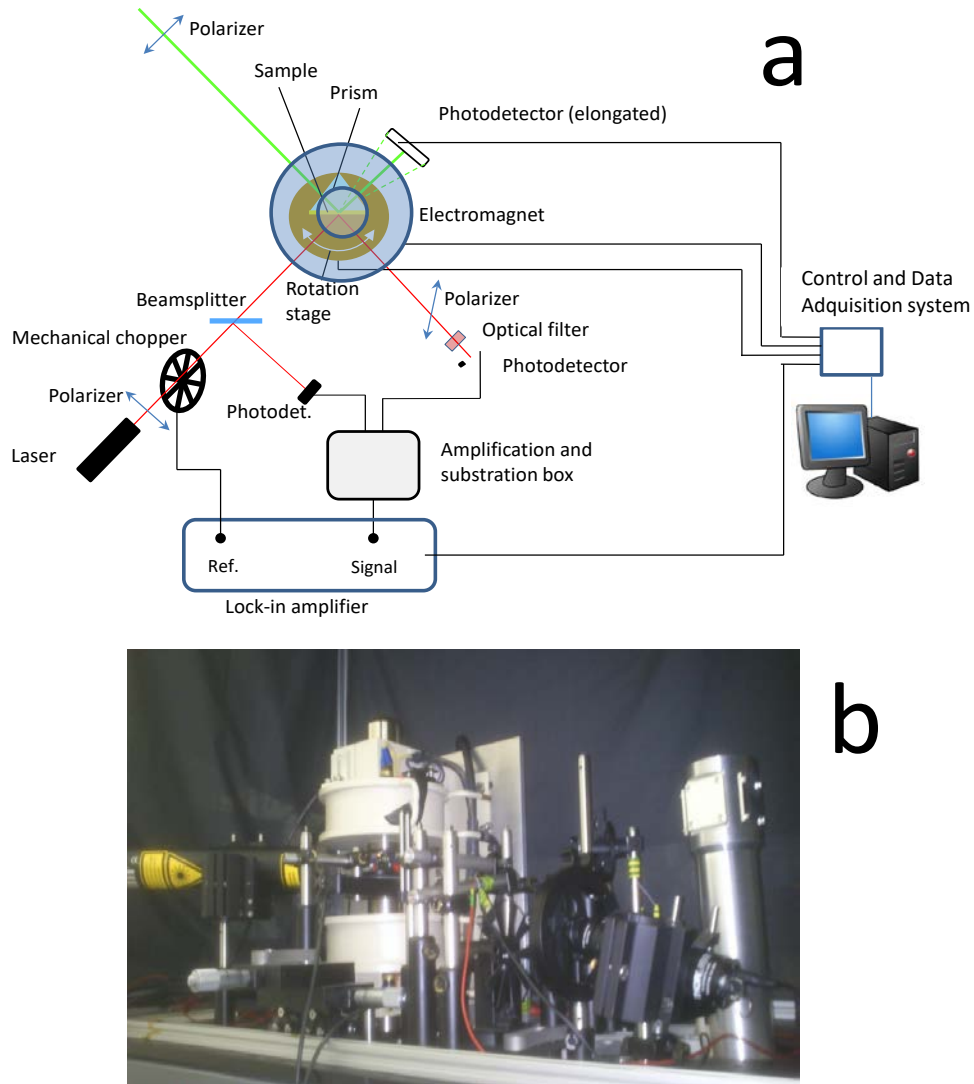 Polarizer
a
Sample
Prism
Photodetector (elongated)
Electromagnet
Control and Data
Adquisition system
Beamsplitter
Rotation
stage
Polarizer
Optical filter
Mechanical chopper
Photodetector
Polarizer
Photodet.
Laser
Amplification and
substration box
Ref.
Signal
Lock-in amplifier
b